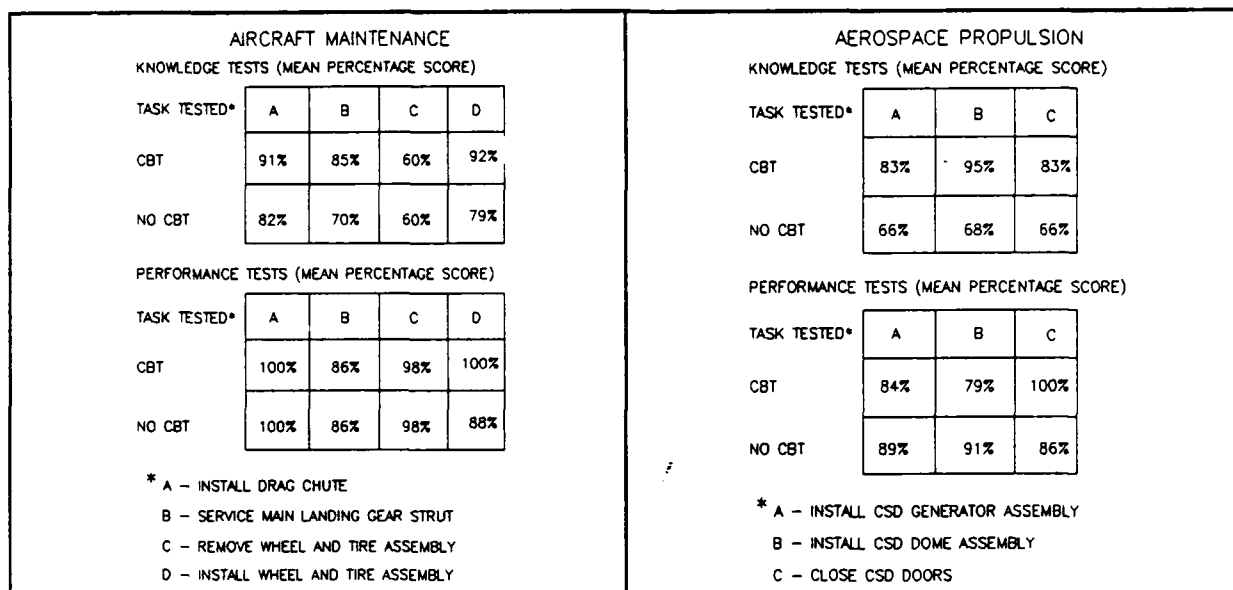 AIRCRAFT MAINTENANCE
KNOWLEDGE TESTS (MEAN PERCENTAGE SCORE)
TASK TESTED* A B C D
CBT 91% 85% 60% 92%
NO CBT 82% 70% 60% 79%
PERFORMANCE TESTS (MEAN PERCENTAGE SCORE)
TASK TESTED* A B C D
CBT 100% 86% 98% 100%
NO CBT 100% 86% 98% 88%
* A – INSTALL DRAG CHUTE
B – SERVICE MAIN LANDING GEAR STRUT
C – REMOVE WHEEL AND TIRE ASSEMBLY
D – INSTALL WHEEL AND TIRE ASSEMBLY
AEROSPACE PROPULSION
KNOWLEDGE TESTS (MEAN PERCENTAGE SCORE)
TASK TESTED* A B C
CBT 83% 95% 83%
NO CBT 66% 68% 66%
PERFORMANCE TESTS (MEAN PERCENTAGE SCORE)
TASK TESTED* A B C
CBT 84% 79% 100%
NO CBT 89% 91% 86%
* A – INSTALL CSD GENERATOR ASSEMBLY
B – INSTALL CSD DOME ASSEMBLY
C – CLOSE CSD DOORS